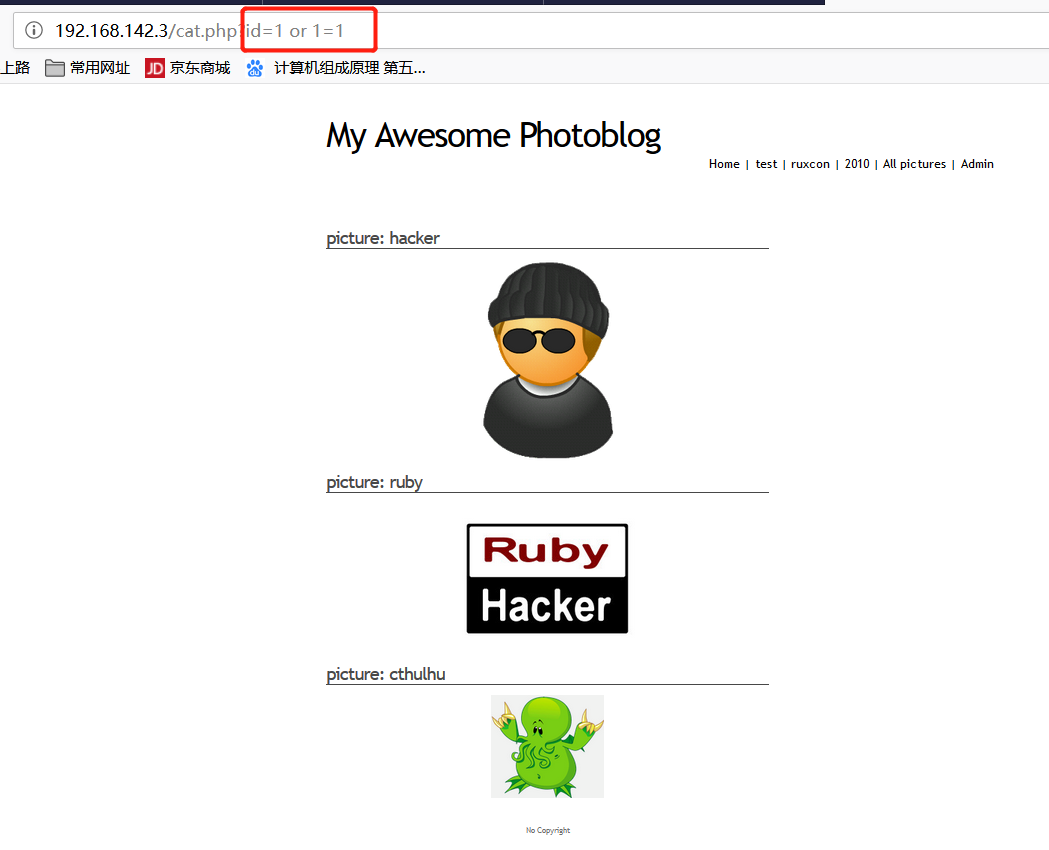 192.168.142.3/cat.php?id=1 or 1=1
上路 常用网址 JD 京东商城 du 计算机组成原理 第五...
My Awesome Photoblog
Home | test | ruxcon | 2010 | All pictures | Admin
picture: hacker
picture: ruby
Ruby
Hacker
picture: cthulhu
No Copyright